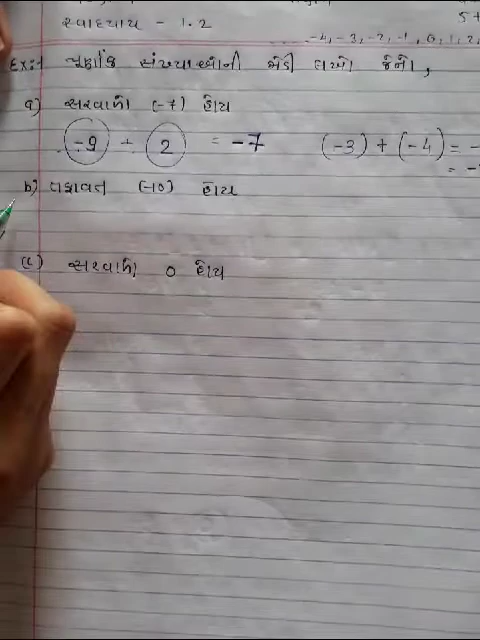 સ્વાધ્યાય - 1.2
5+
-4, -3, -2, -1, 0, 1, 2,
Ex:- પૂર્ણાંક સંખ્યાઓની જોડી લખો જેનો,
a) સરવાળો (-7) હોય
-9 + 2 = -7 (-3) + (-4) = -
= -
b) તફાવત (-10) હોય
(c) સરવાળો 0 હોય